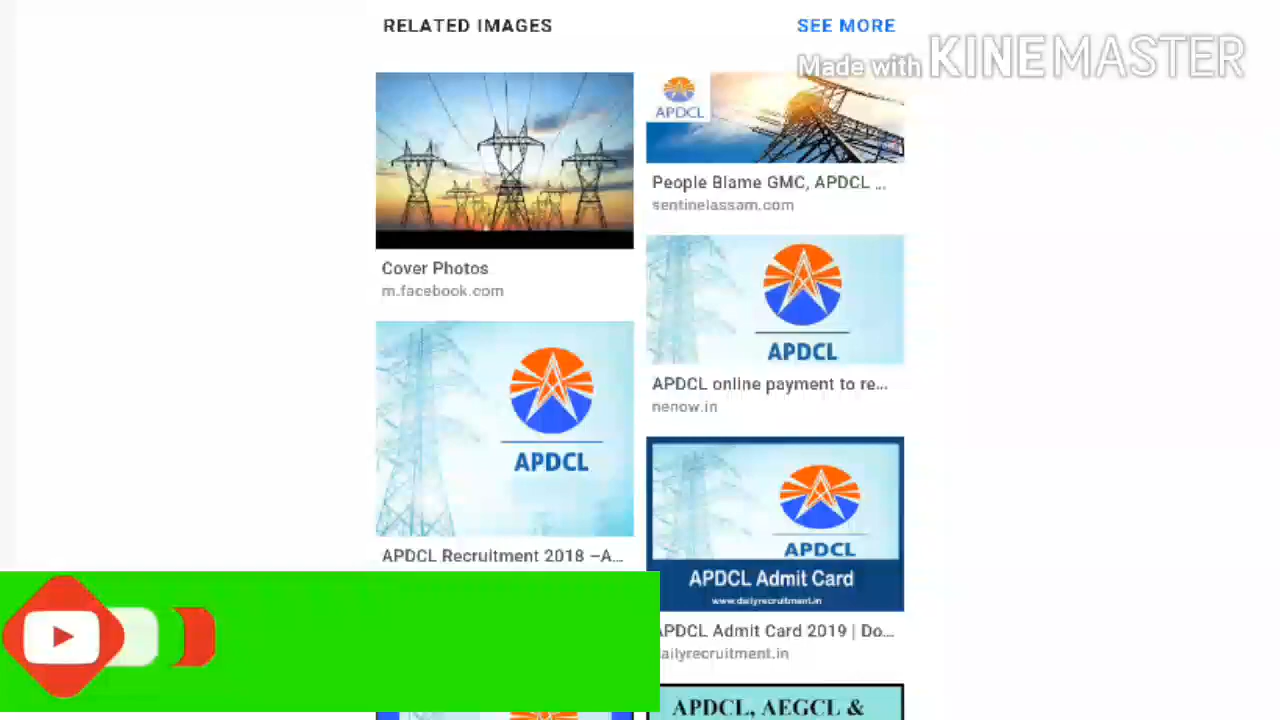 RELATED IMAGES
SEE MORE
Made with KINEMASTER
APDCL
People Blame GMC, APDCL ...
sentinelassam.com
Cover Photos
m.facebook.com
APDCL
APDCL online payment to re...
nenow.in
APDCL
APDCL Recruitment 2018 –A...
APDCL
APDCL Admit Card
www.dailyrecruitment.in
APDCL Admit Card 2019 | Do...
ailyrecruitment.in
APDCL, AEGCL &